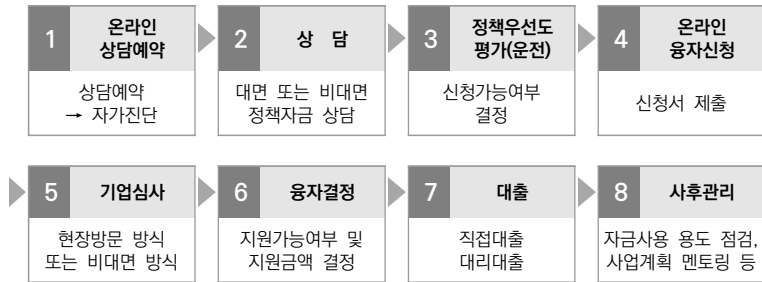 1 온라인 상담예약
상담예약
→ 자가진단
2 상 담
대면 또는 비대면
정책자금 상담
3 정책우선도 평가(운전)
신청가능여부
결정
4 온라인 융자신청
신청서 제출
5 기업심사
현장방문 방식
또는 비대면 방식
6 융자결정
지원가능여부 및
지원금액 결정
7 대출
직접대출
대리대출
8 사후관리
자금사용 용도 점검,
사업계획 멘토링 등